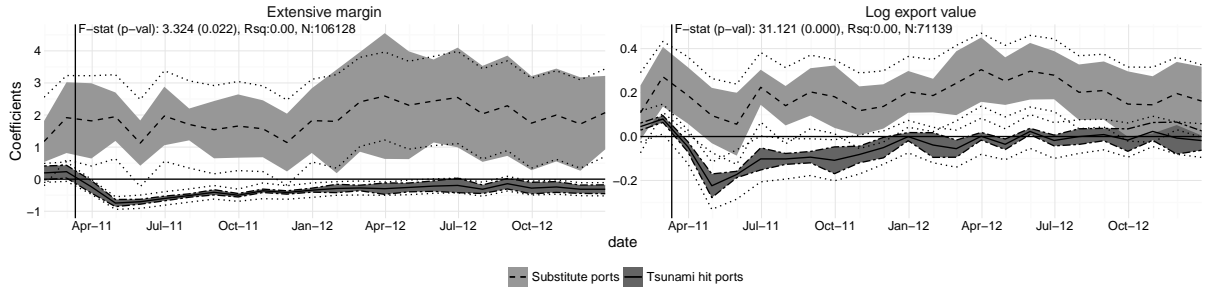 Extensive margin
F−stat (p−val): 3.324 (0.022), Rsq:0.00, N:106128
4
3
2
1
0
−1
Coefficients
Apr−11 Jul−11 Oct−11 Jan−12 Apr−12 Jul−12 Oct−12
Log export value
F−stat (p−val): 31.121 (0.000), Rsq:0.00, N:71139
0.4
0.2
0.0
−0.2
Apr−11 Jul−11 Oct−11 Jan−12 Apr−12 Jul−12 Oct−12
date
Substitute ports Tsunami hit ports